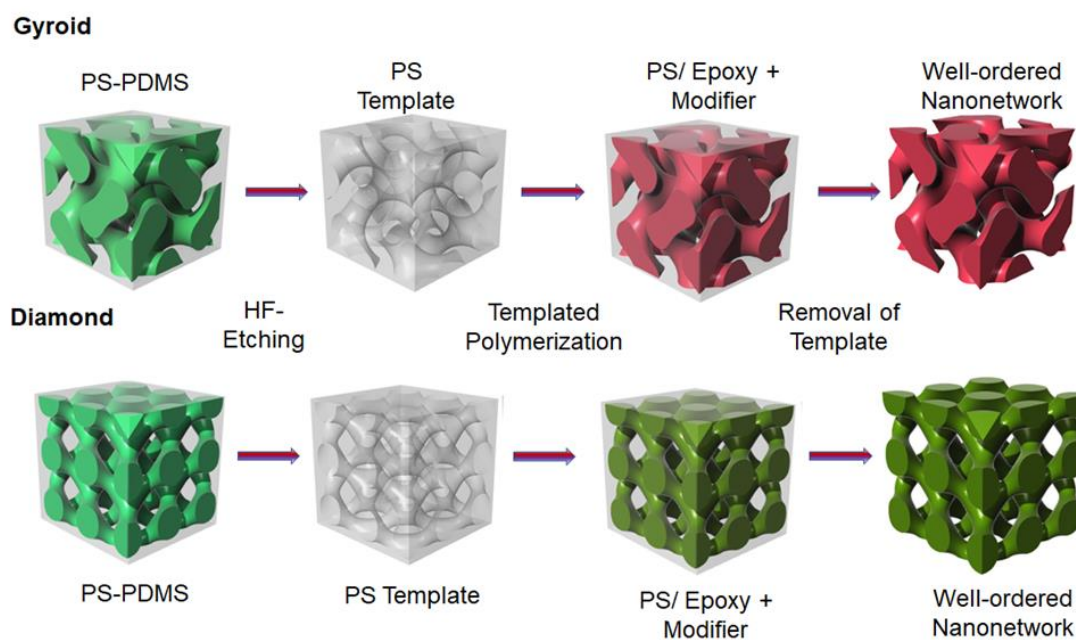 Gyroid
PS-PDMS
PS
Template
PS/ Epoxy +
Modifier
Well-ordered
Nanonetwork
Diamond
HF-
Etching
Templated
Polymerization
Removal of
Template
PS-PDMS
PS Template
PS/ Epoxy +
Modifier
Well-ordered
Nanonetwork